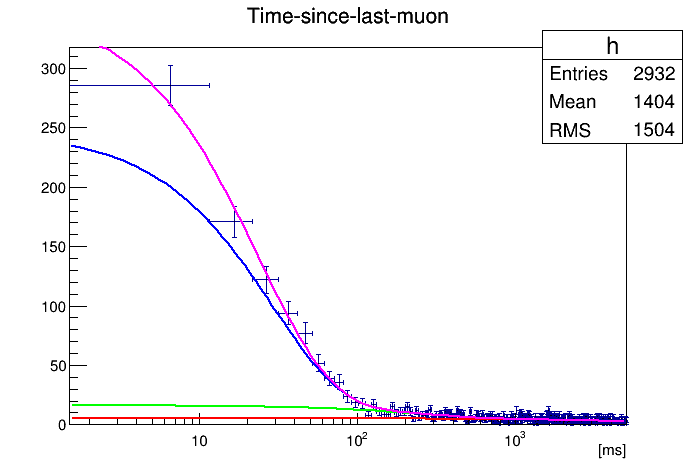 Time-since-last-muon
h
Entries 2932
Mean 1404
RMS 1504
300
250
200
150
100
50
0
10 10² 10³
[ms]